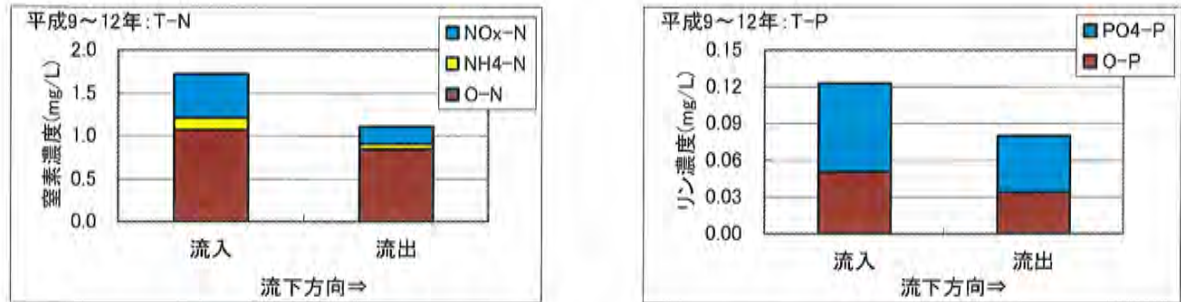 平成9～12年:T-N
NOx-N
NH4-N
O-N
窒素濃度(mg/L)
2.0
1.5
1.0
0.5
0.0
流入 流出
流下方向⇒
平成9～12年:T-P
PO4-P
O-P
リン濃度(mg/L)
0.15
0.12
0.09
0.06
0.03
0.00
流入 流出
流下方向⇒